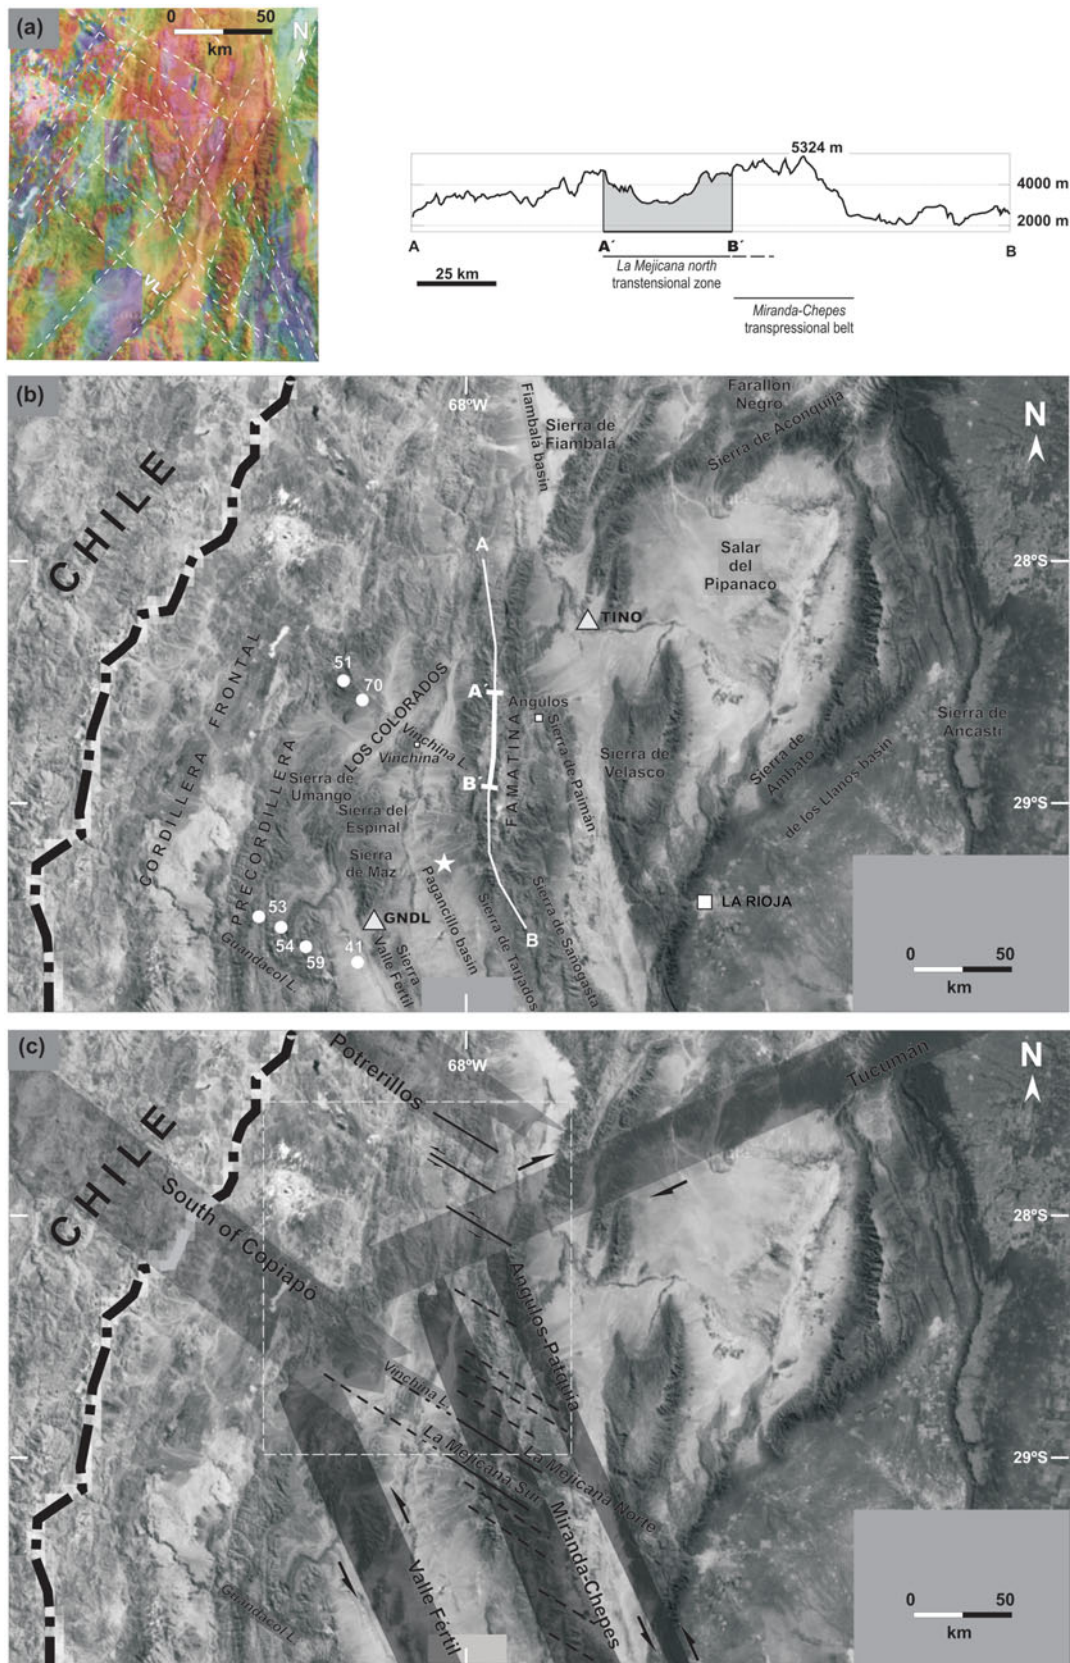 (a)
0 50
km
N
VL
5324 m
4000 m
2000 m
A A´ B´ B
25 km
La Mejicana north
transtensional zone
Miranda-Chepes
transpressional belt
(b)
68ºW
N
CHILE
Fiambalá basin
Sierra de
Fiambalá
Farallon
Negro
Sierra de Aconquija
28ºS
Salar
del
Pipanaco
A
TINO
CORDILLERA FRONTAL
PRECORDILLERA
51
70
LOS COLORADOS
Vinchina L.
Vinchina
A´
Angulos
FAMATINA
Sierra de Paimán
Sierra de
Velasco
Sierra de
Ancasti
Sierra de
Ambato
de los Llanos basin
29ºS
Sierra de
Umango
Sierra del
Espinal
Sierra
de Maz
B´
53
54
59
41
GNDL
Guandacol L.
Sierra
Valle Fértil
Pagancillo basin
Sierra de Tarjados
Sierra de Sañogasta
B
LA RIOJA
0 50
km
(c)
68ºW
N
CHILE
Potrerillos
Tucumán
28ºS
South of Copiapo
Angulos-Patquia
Vinchina L.
La Mejicana Norte
La Mejicana Sur
29ºS
Miranda-Chepes
Valle Fértil
Guandacol L.
0 50
km